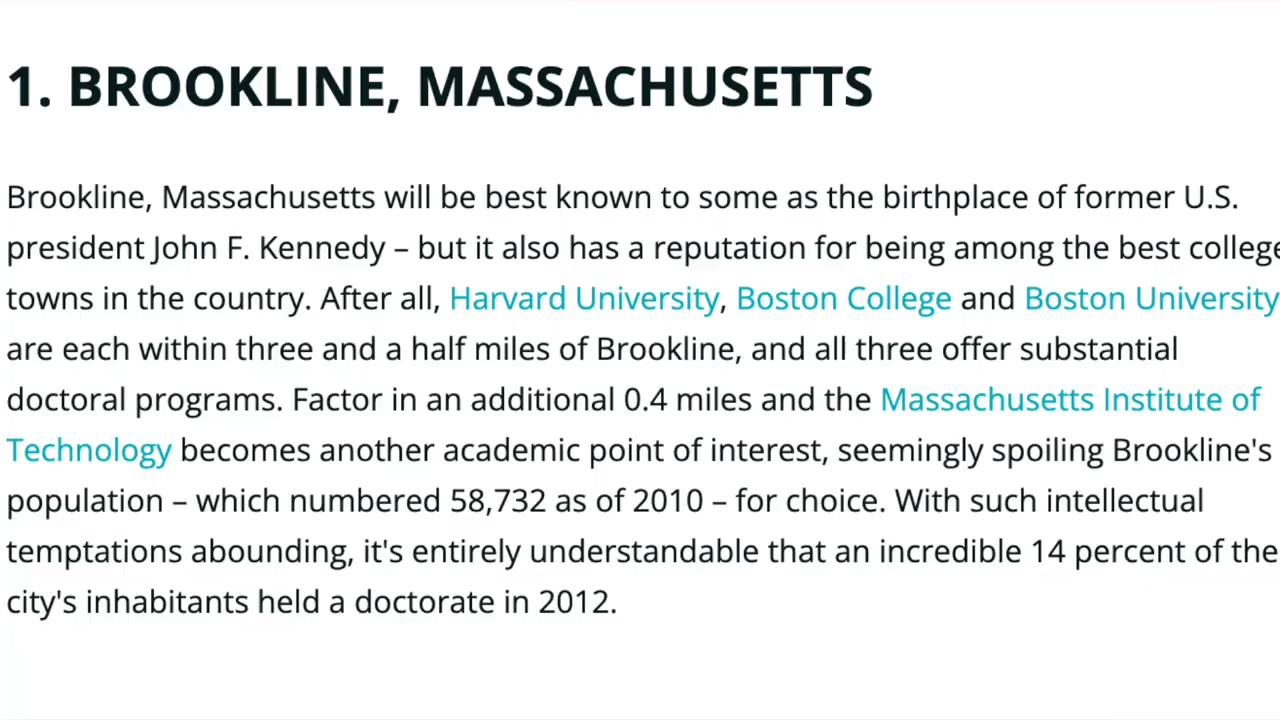 1. BROOKLINE, MASSACHUSETTS
Brookline, Massachusetts will be best known to some as the birthplace of former U.S.
president John F. Kennedy – but it also has a reputation for being among the best college
towns in the country. After all, Harvard University, Boston College and Boston University
are each within three and a half miles of Brookline, and all three offer substantial
doctoral programs. Factor in an additional 0.4 miles and the Massachusetts Institute of
Technology becomes another academic point of interest, seemingly spoiling Brookline's
population – which numbered 58,732 as of 2010 – for choice. With such intellectual
temptations abounding, it's entirely understandable that an incredible 14 percent of the
city's inhabitants held a doctorate in 2012.